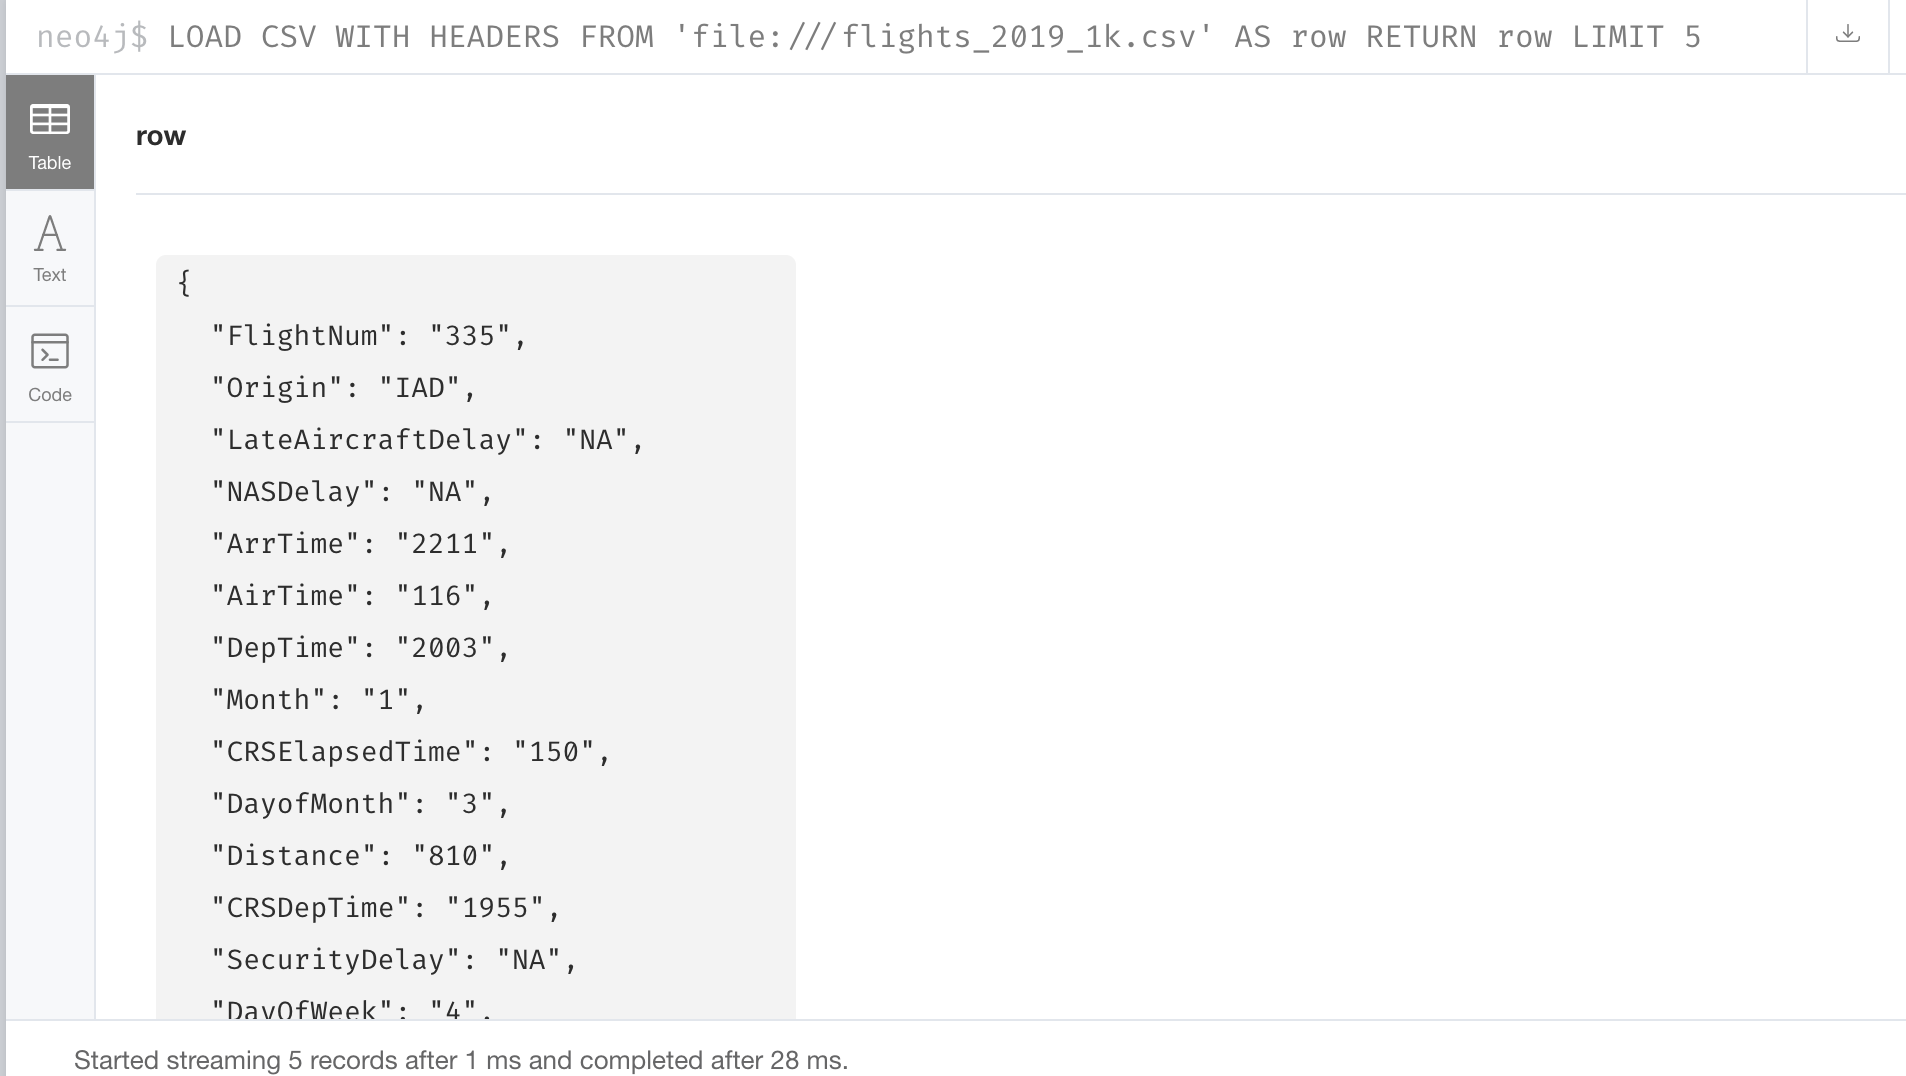 neo4j$ LOAD CSV WITH HEADERS FROM 'file:///flights_2019_1k.csv' AS row RETURN row LIMIT 5
Table
Text
Code
row
{
"FlightNum": "335",
"Origin": "IAD",
"LateAircraftDelay": "NA",
"NASDelay": "NA",
"ArrTime": "2211",
"AirTime": "116",
"DepTime": "2003",
"Month": "1",
"CRSElapsedTime": "150",
"DayofMonth": "3",
"Distance": "810",
"CRSDepTime": "1955",
"SecurityDelay": "NA",
"DayOfWeek": "4",
Started streaming 5 records after 1 ms and completed after 28 ms.